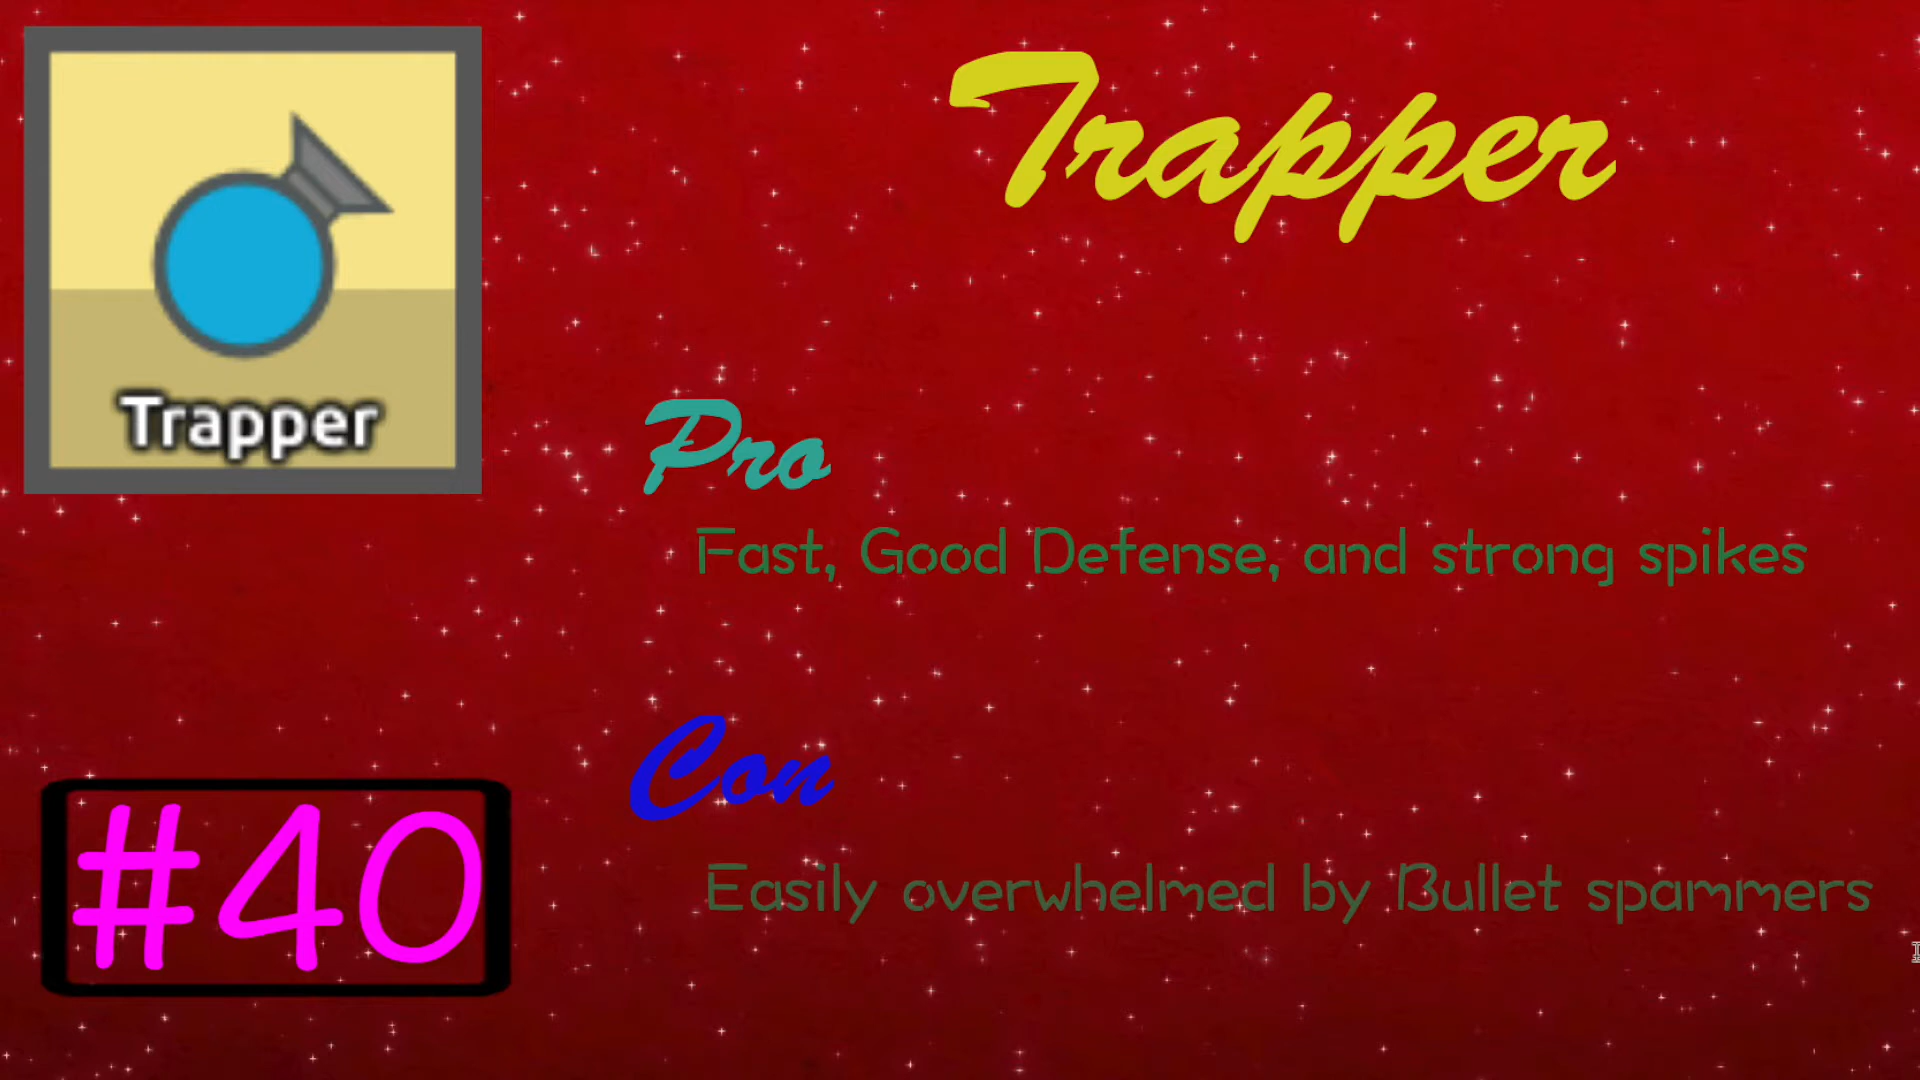 Trapper
Trapper
Pro
Fast, Good Defense, and strong spikes
Con
Easily overwhelmed by Bullet spammers
#40